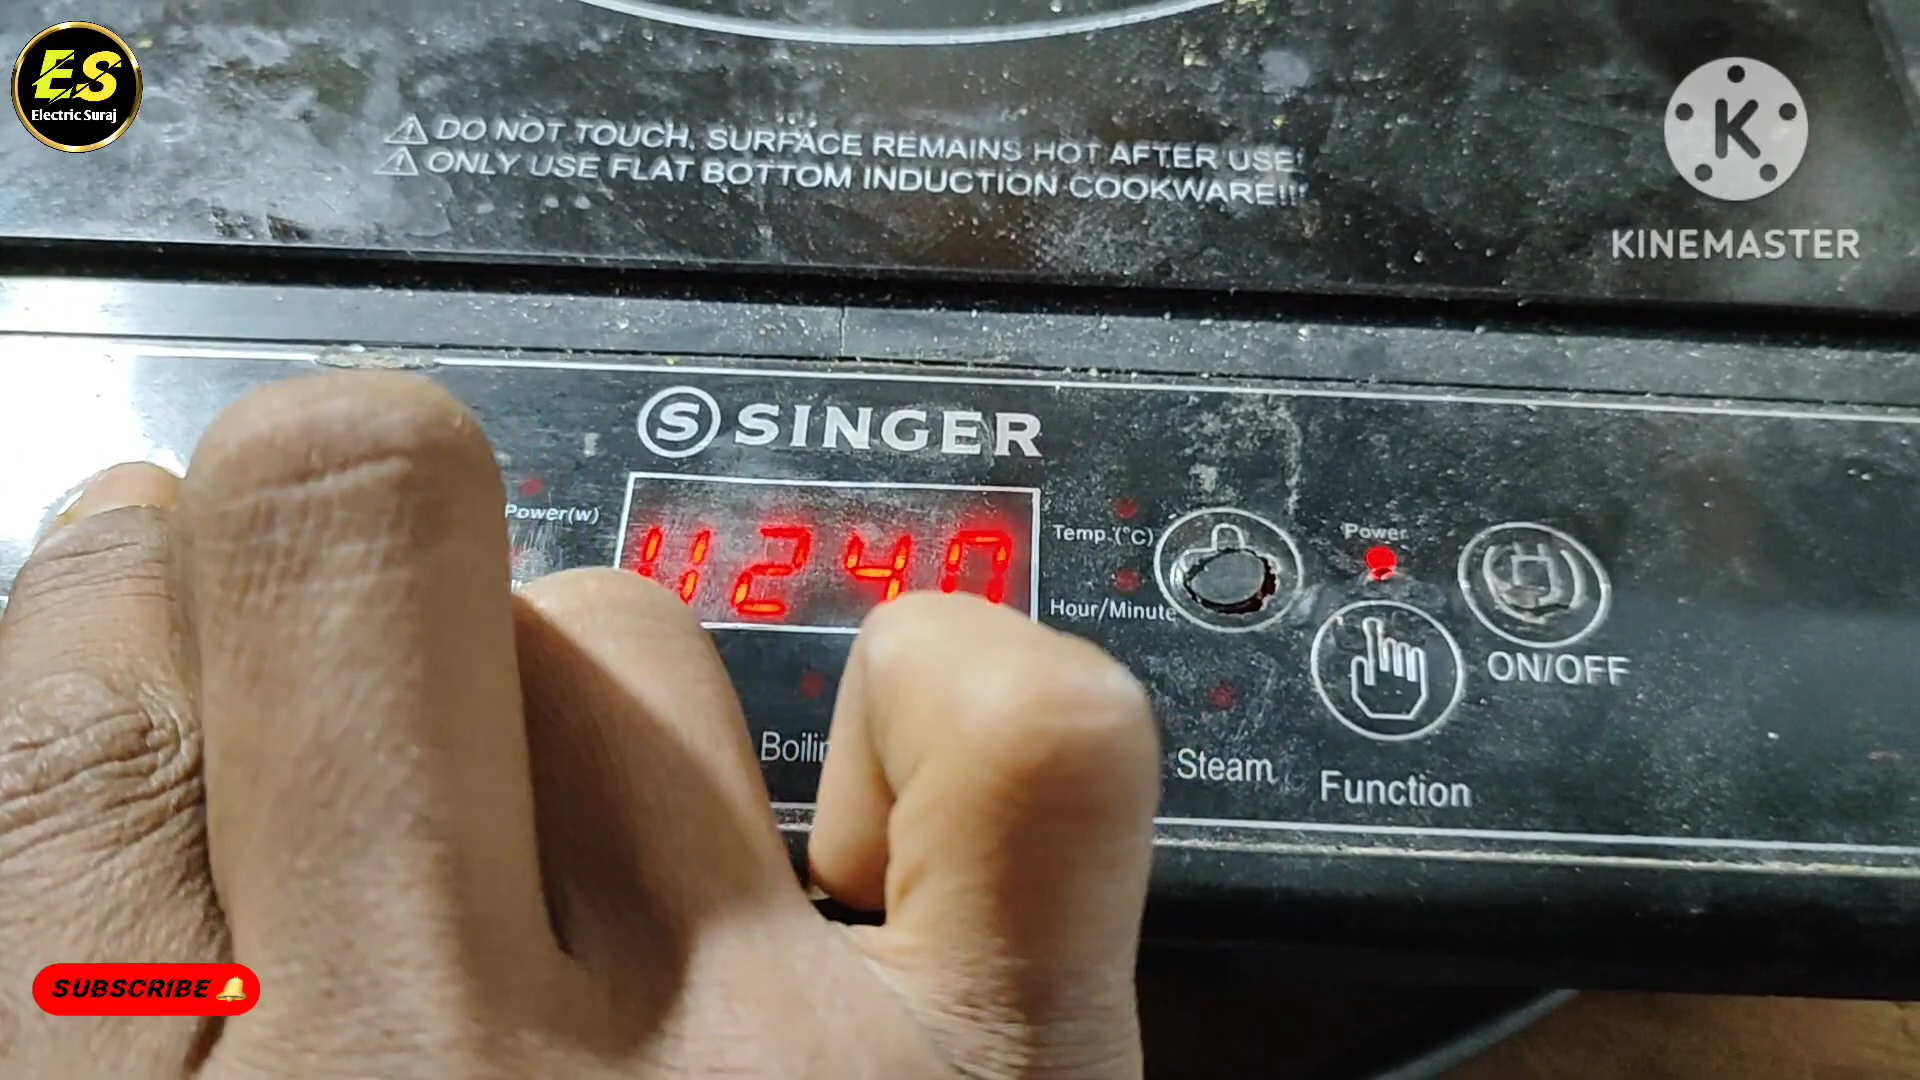 ES
Electric Suraj
K
KINEMASTER
DO NOT TOUCH. SURFACE REMAINS HOT AFTER USE!
ONLY USE FLAT BOTTOM INDUCTION COOKWARE!!!
S SINGER
Power(w)
Temp.(°C)
Power
Hour/Minute
ON/OFF
Steam
Function
SUBSCRIBE